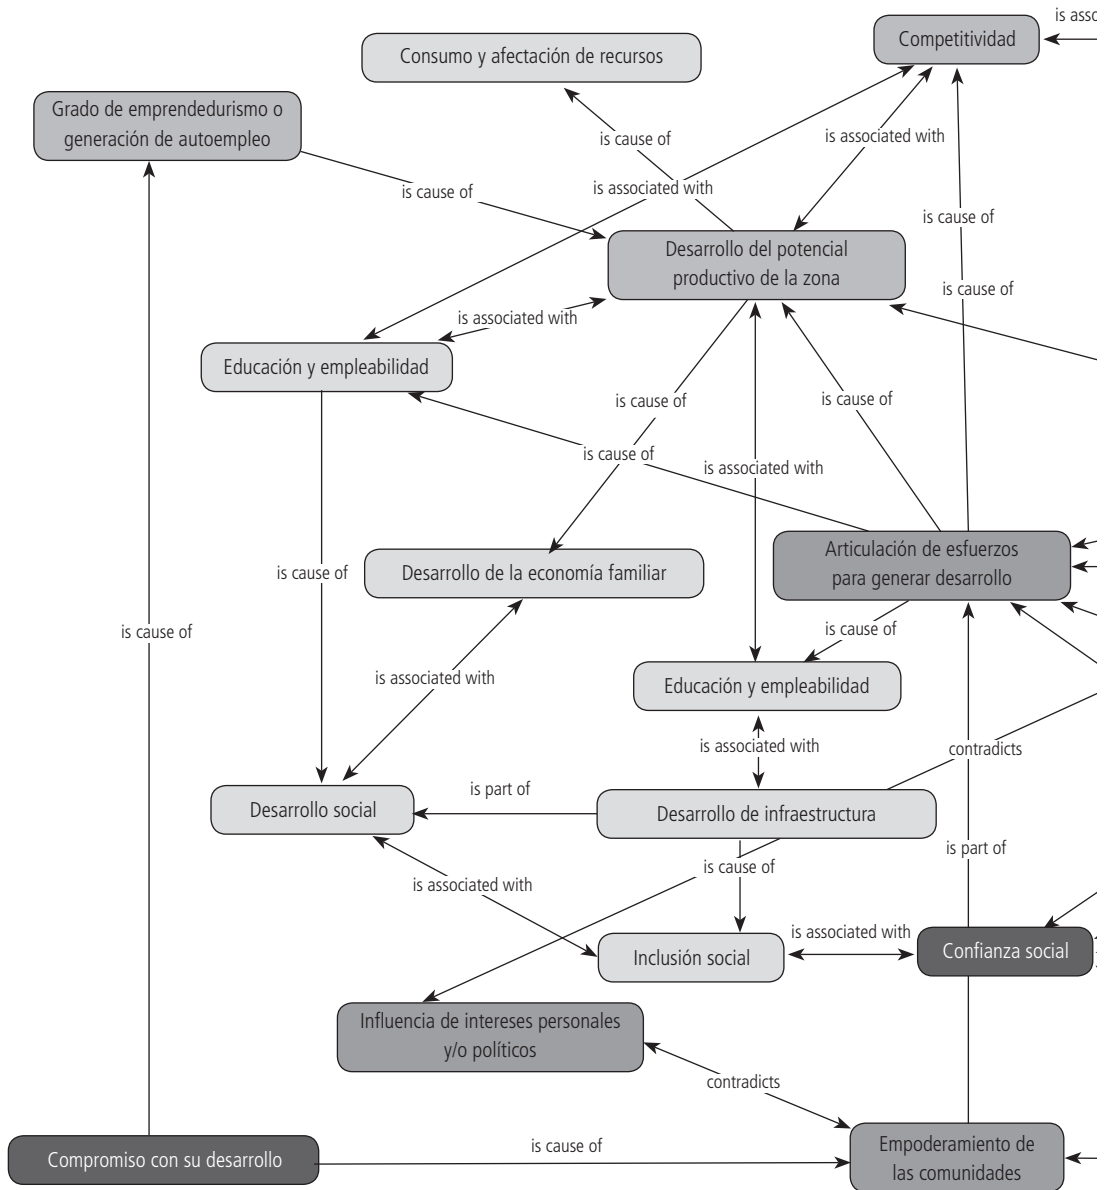 is asso
Competitividad
Consumo y afectación de recursos
Grado de emprendedurismo o
generación de autoempleo
is cause of
is associated with
is cause of
is associated with
is cause of
Desarrollo del potencial
productivo de la zona
is cause of
is associated with
Educación y empleabilidad
is cause of
is cause of
is cause of
is associated with
Articulación de esfuerzos
para generar desarrollo
is cause of
Desarrollo de la economía familiar
is cause of
is cause of
is associated with
Educación y empleabilidad
is associated with
contradicts
is part of
Desarrollo social
Desarrollo de infraestructura
is part of
is cause of
is associated with
is associated with
Inclusión social
Confianza social
Influencia de intereses personales
y/o políticos
contradicts
is cause of
Empoderamiento de
las comunidades
Compromiso con su desarrollo